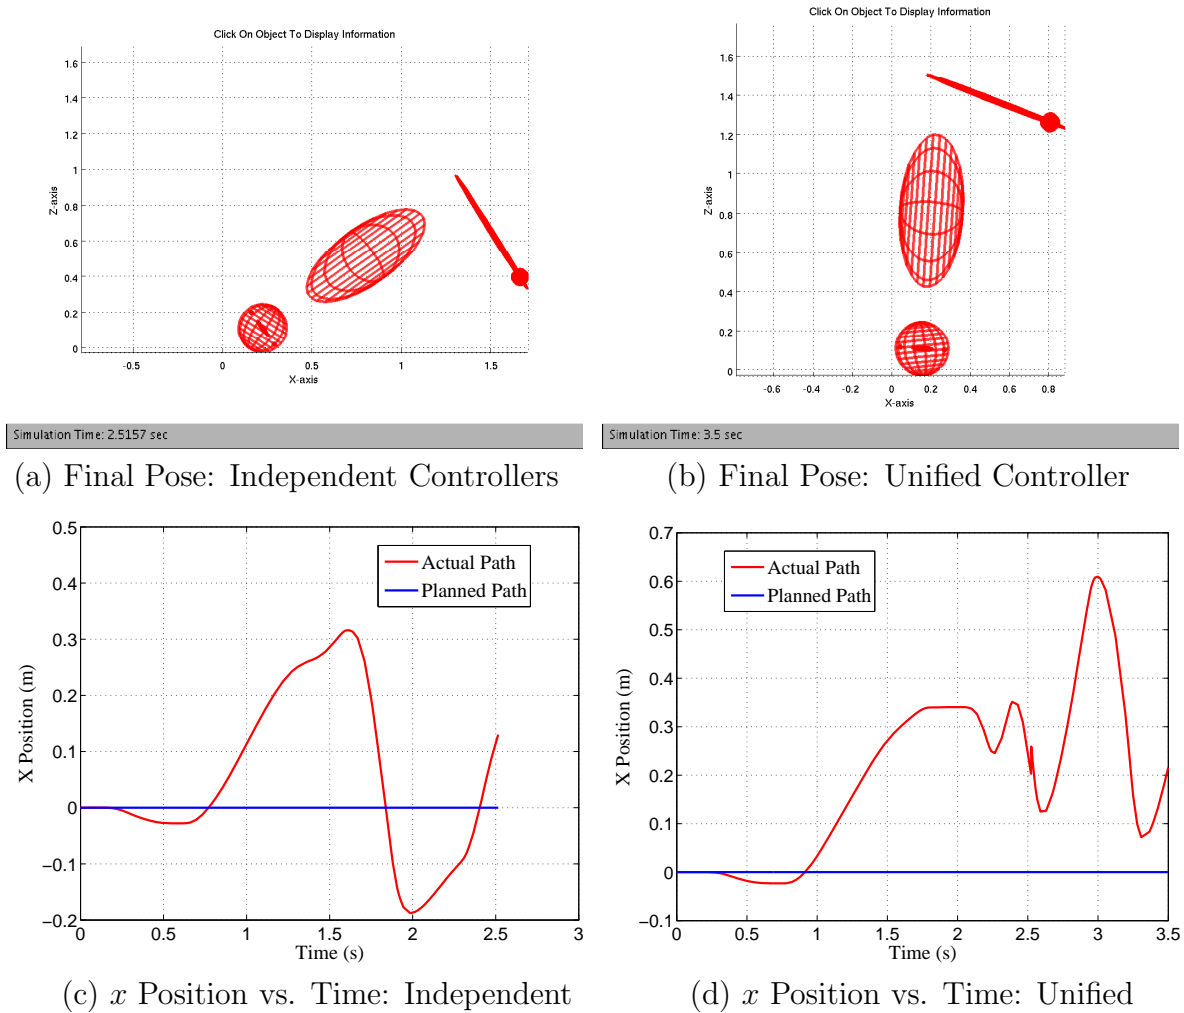 Click On Object To Display Information
1.6
1.4
1.2
1
0.8
0.6
0.4
0.2
0
Z-axis
-0.5 0 0.5 1 1.5
X-axis
Simulation Time: 2.5157 sec
(a) Final Pose: Independent Controllers
Click On Object To Display Information
1.6
1.4
1.2
1
0.8
0.6
0.4
0.2
0
Z-axis
-0.6 -0.4 -0.2 0 0.2 0.4 0.6 0.8
X-axis
Simulation Time: 3.5 sec
(b) Final Pose: Unified Controller
0.5
0.4
0.3
0.2
0.1
0
−0.1
−0.2
X Position (m)
Actual Path
Planned Path
0 0.5 1 1.5 2 2.5 3
Time (s)
(c) x Position vs. Time: Independent
0.7
0.6
0.5
0.4
0.3
0.2
0.1
0
−0.1
X Position (m)
Actual Path
Planned Path
0 0.5 1 1.5 2 2.5 3 3.5
Time (s)
(d) x Position vs. Time: Unified